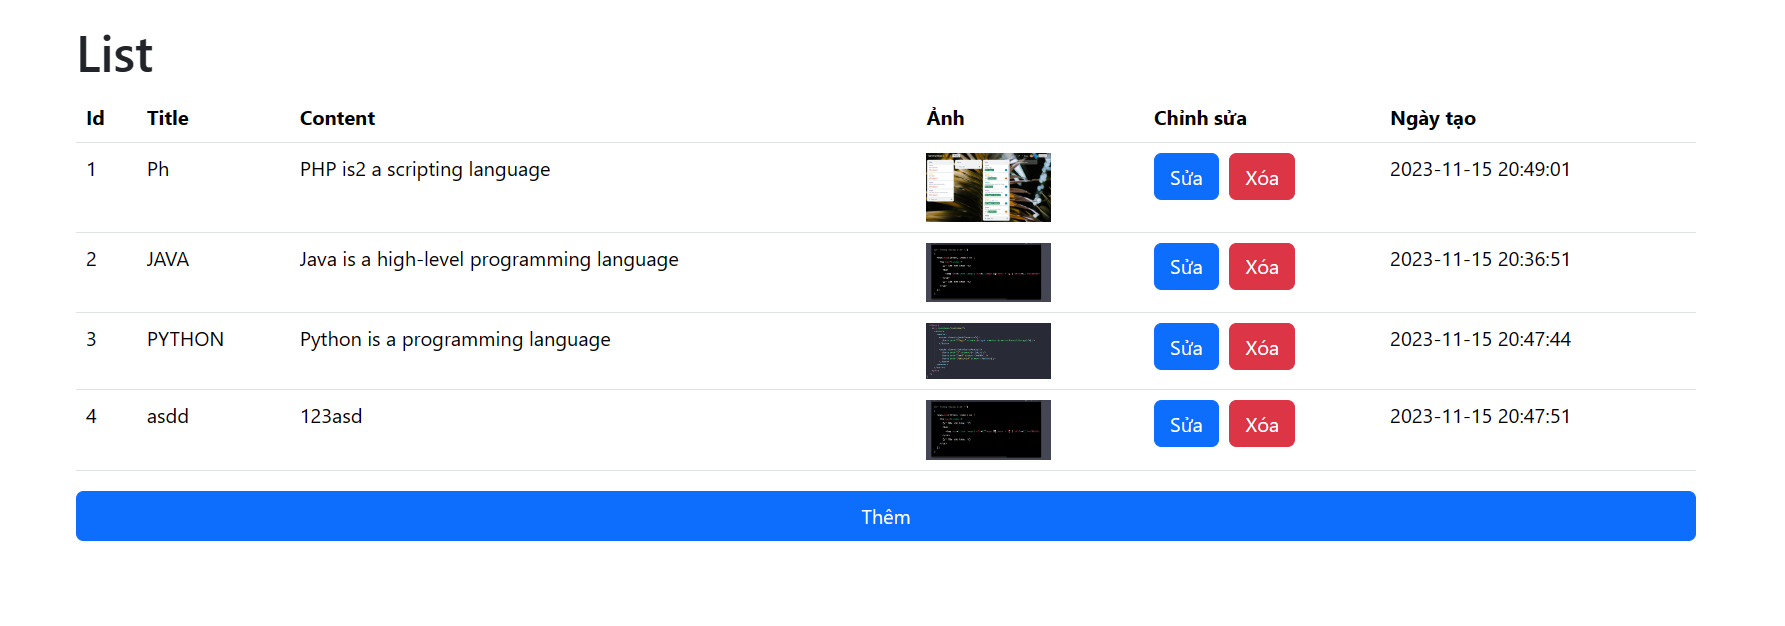 List
Id Title Content Ảnh Chỉnh sửa Ngày tạo
1 Ph PHP is2 a scripting language Sửa Xóa 2023-11-15 20:49:01
2 JAVA Java is a high-level programming language Sửa Xóa 2023-11-15 20:36:51
3 PYTHON Python is a programming language Sửa Xóa 2023-11-15 20:47:44
4 asdd 123asd Sửa Xóa 2023-11-15 20:47:51
Thêm